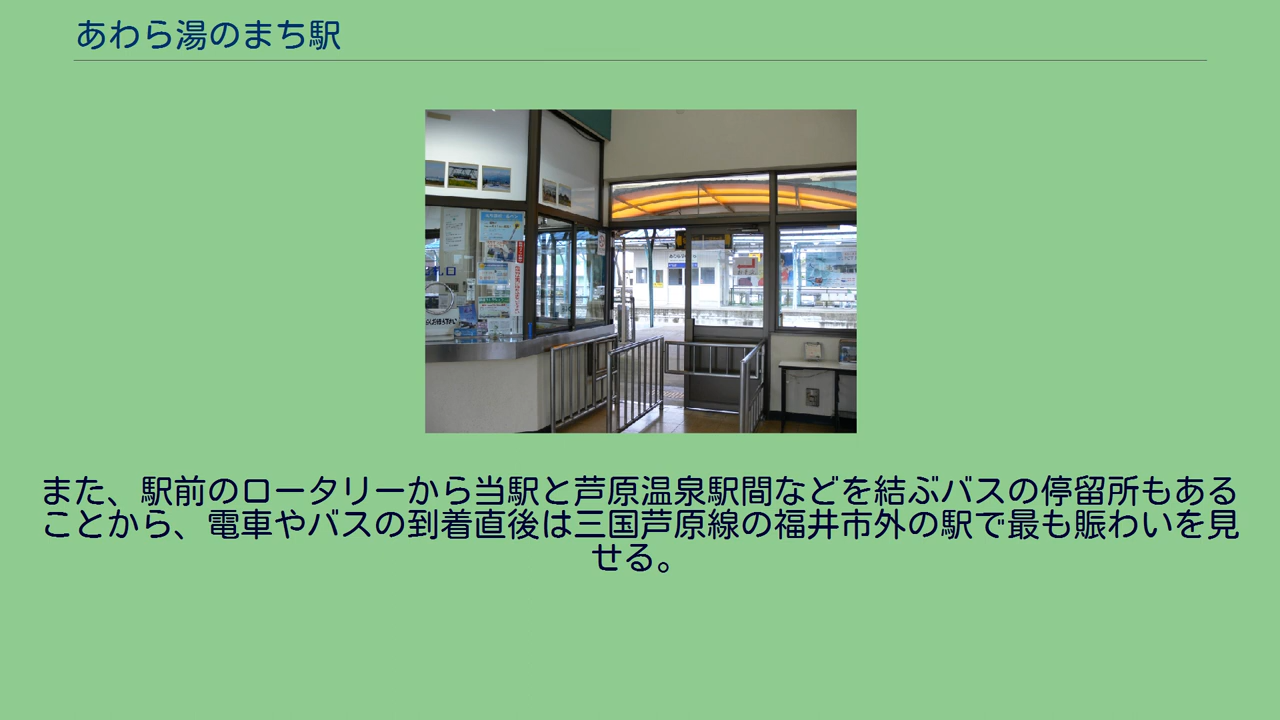 あわら湯のまち駅
また、駅前のロータリーから当駅と芦原温泉駅間などを結ぶバスの停留所もある
ことから、電車やバスの到着直後は三国芦原線の福井市外の駅で最も賑わいを見
せる。